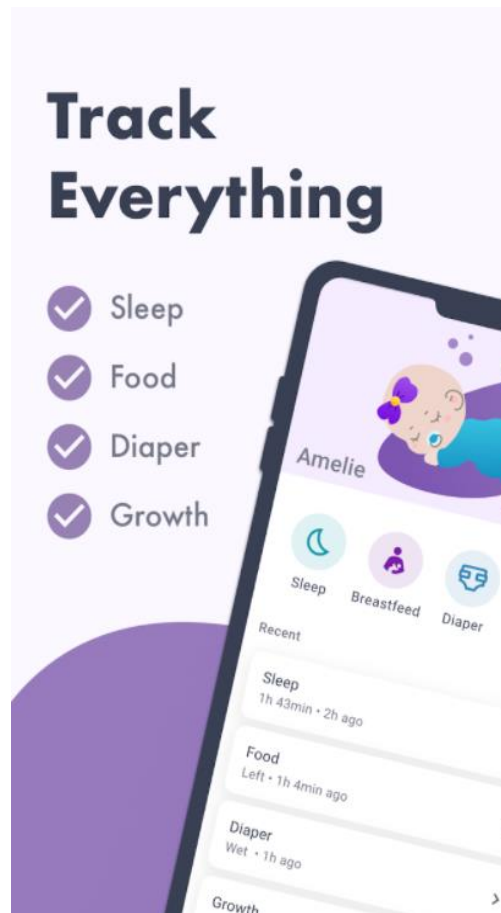 Track
Everything
Sleep
Food
Diaper
Growth
Amelie
Sleep
Breastfeed
Diaper
Recent
Sleep
1h 43min • 2h ago
Food
Left • 1h 4min ago
Diaper
Wet • 1h ago
Growth